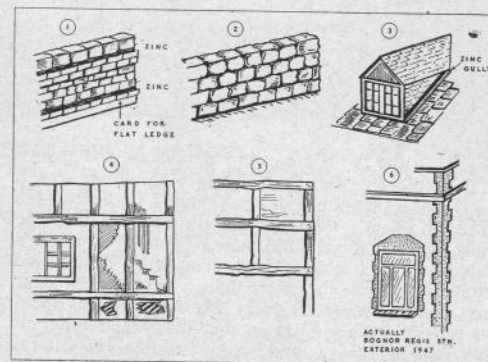 1
2
3
ZINC
ZINC
CARD FOR
FLAT LEDGE
ZINC
GULLY
4
5
6
ACTUALLY
BOGNOR REGIS STN.
EXTERIOR 1947